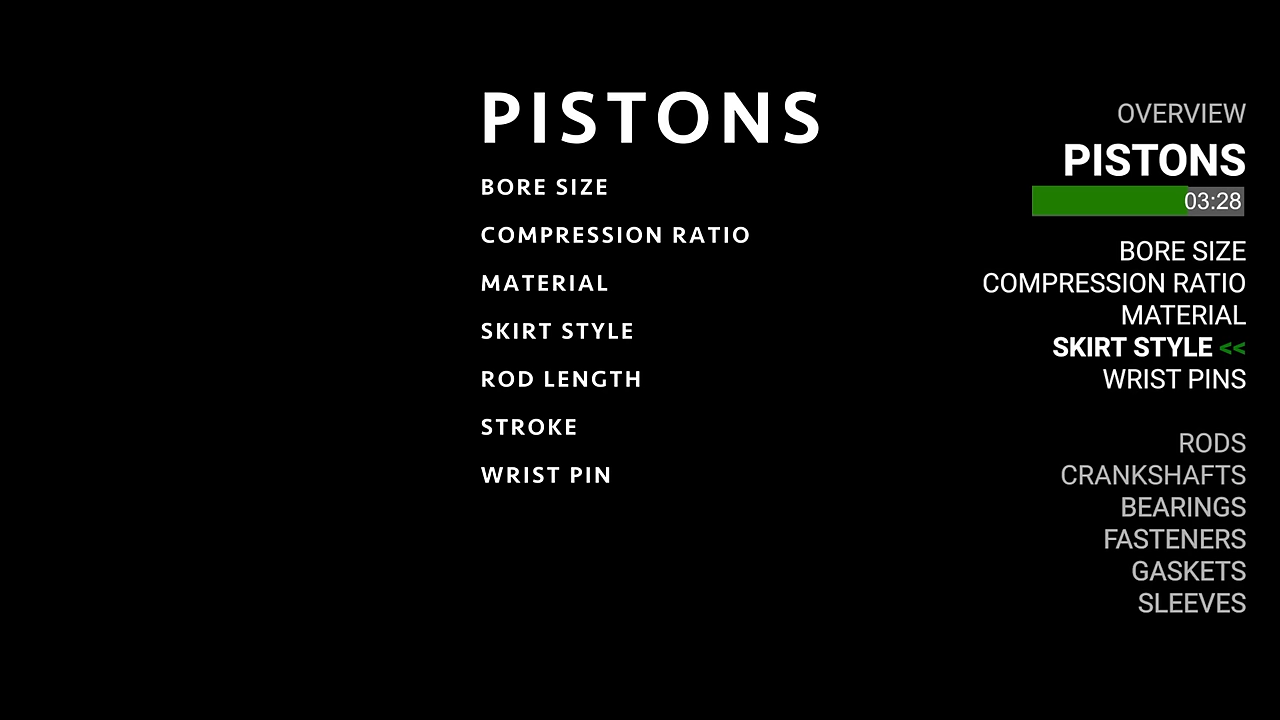 PISTONS
BORE SIZE
COMPRESSION RATIO
MATERIAL
SKIRT STYLE
ROD LENGTH
STROKE
WRIST PIN
OVERVIEW
PISTONS
03:28
BORE SIZE
COMPRESSION RATIO
MATERIAL
SKIRT STYLE <<
WRIST PINS
RODS
CRANKSHAFTS
BEARINGS
FASTENERS
GASKETS
SLEEVES